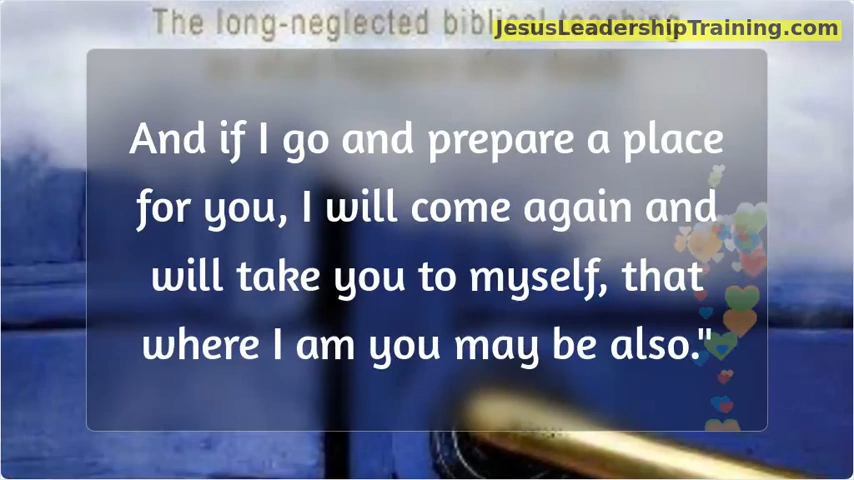 The long-neglected biblical teaching
JesusLeadershipTraining.com
And if I go and prepare a place
for you, I will come again and
will take you to myself, that
where I am you may be also."